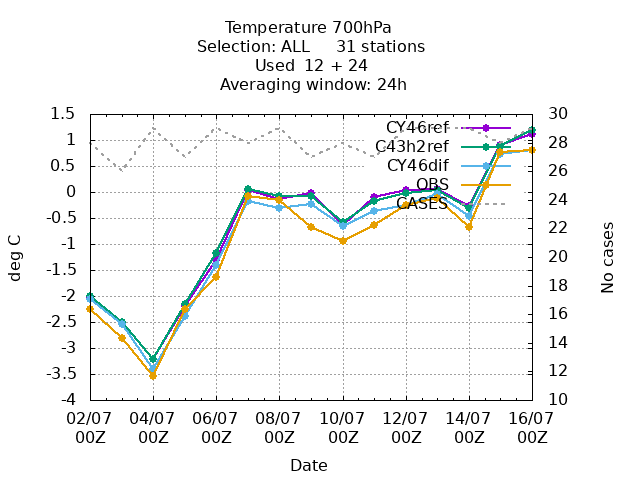 Temperature 700hPa
Selection: ALL 31 stations
Used 12 + 24
Averaging window: 24h
1.5
1
0.5
0
-0.5
-1
-1.5
-2
-2.5
-3
-3.5
-4
deg C
30
28
26
24
22
20
18
16
14
12
10
No cases
CY46ref
C43h2ref
CY46dif
OBS
CASES
02/07 04/07 06/07 08/07 10/07 12/07 14/07 16/07
00Z 00Z 00Z 00Z 00Z 00Z 00Z 00Z
Date